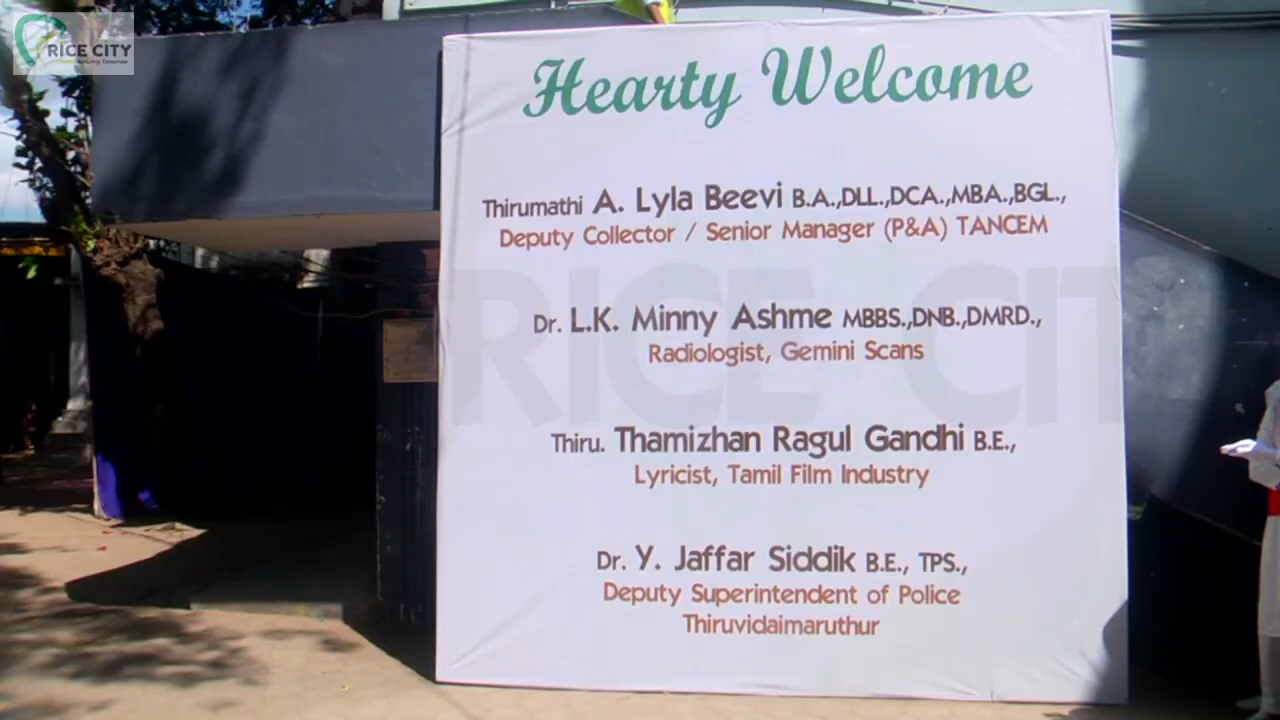 RICE CITY
Hearty Welcome
Thirumathi A. Lyla Beevi B.A.,DLL.,DCA.,MBA.,BGL.,
Deputy Collector / Senior Manager (P&A) TANCEM
RICE CIT
Dr. L.K. Minny Ashme MBBS.,DNB.,DMRD.,
Radiologist, Gemini Scans
Thiru. Thamizhan Ragul Gandhi B.E.,
Lyricist, Tamil Film Industry
Dr. Y. Jaffar Siddik B.E., TPS.,
Deputy Superintendent of Police
Thiruvidaimaruthur